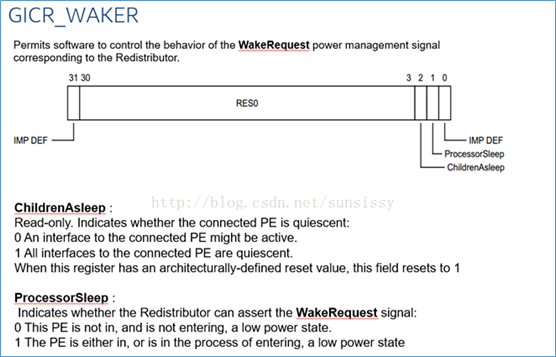 GICR_WAKER
Permits software to control the behavior of the WakeRequest power management signal
corresponding to the Redistributor.
31 30 3 2 1 0
RES0
IMP DEF IMP DEF
ProcessorSleep
ChildrenAsleep
http://blog.csdn.net/sunsissy
ChildrenAsleep :
Read-only. Indicates whether the connected PE is quiescent:
0 An interface to the connected PE might be active.
1 All interfaces to the connected PE are quiescent.
When this register has an architecturally-defined reset value, this field resets to 1
ProcessorSleep :
Indicates whether the Redistributor can assert the WakeRequest signal:
0 This PE is not in, and is not entering, a low power state.
1 The PE is either in, or is in the process of entering, a low power state